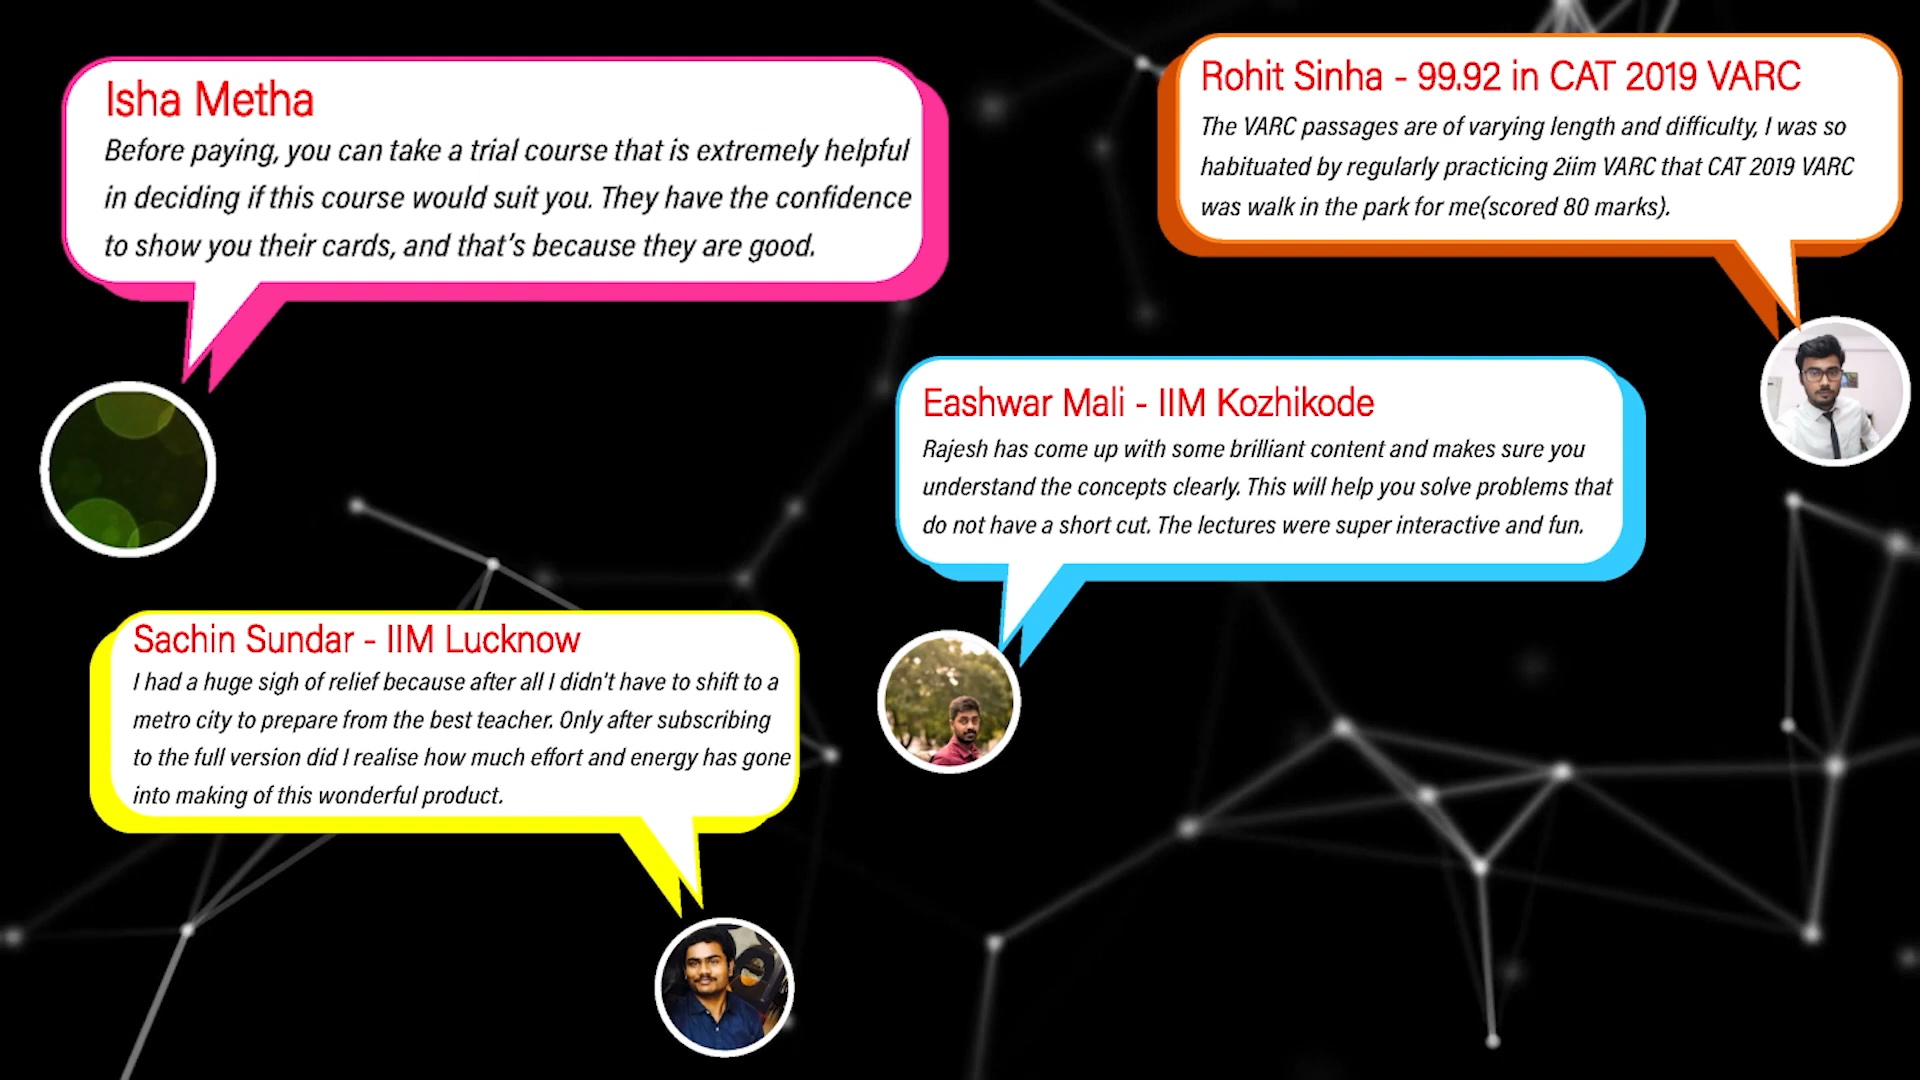 Isha Metha
Before paying, you can take a trial course that is extremely helpful
in deciding if this course would suit you. They have the confidence
to show you their cards, and that's because they are good.
Rohit Sinha - 99.92 in CAT 2019 VARC
The VARC passages are of varying length and difficulty, I was so
habituated by regularly practicing 2iim VARC that CAT 2019 VARC
was walk in the park for me(scored 80 marks).
Eashwar Mali - IIM Kozhikode
Rajesh has come up with some brilliant content and makes sure you
understand the concepts clearly. This will help you solve problems that
do not have a short cut. The lectures were super interactive and fun.
Sachin Sundar - IIM Lucknow
I had a huge sigh of relief because after all I didn't have to shift to a
metro city to prepare from the best teacher. Only after subscribing
to the full version did I realise how much effort and energy has gone
into making of this wonderful product.